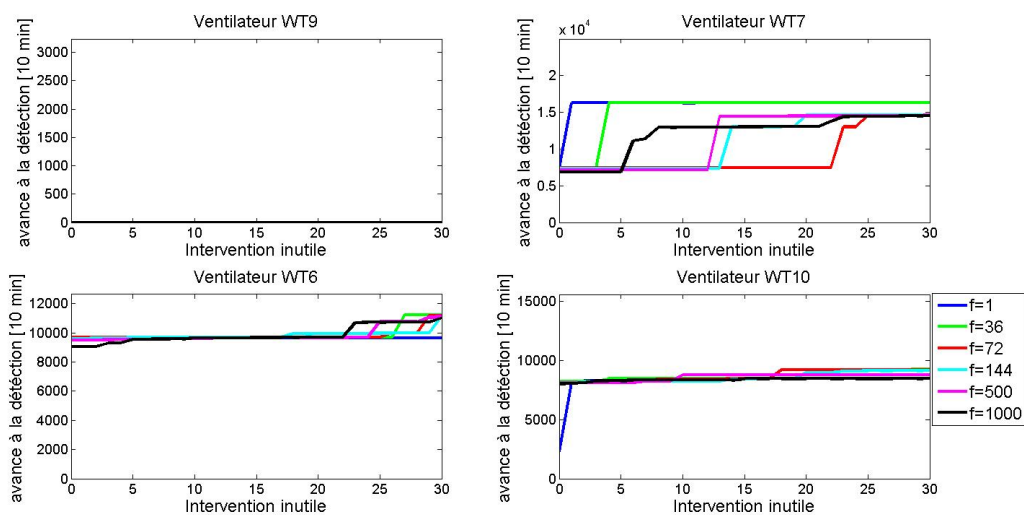 Ventilateur WT9
avance à la détéction [10 min]
3000
2500
2000
1500
1000
500
0
0 5 10 15 20 25 30
Intervention inutile
Ventilateur WT7
x 10⁴
avance à la détéction [10 min]
2
1.5
1
0.5
0
0 5 10 15 20 25 30
Intervention inutile
Ventilateur WT6
avance à la détéction [10 min]
12000
10000
8000
6000
4000
2000
0
0 5 10 15 20 25 30
Intervention inutile
Ventilateur WT10
avance à la détéction [10 min]
15000
10000
5000
0
0 5 10 15 20 25 30
Intervention inutile
f=1
f=36
f=72
f=144
f=500
f=1000